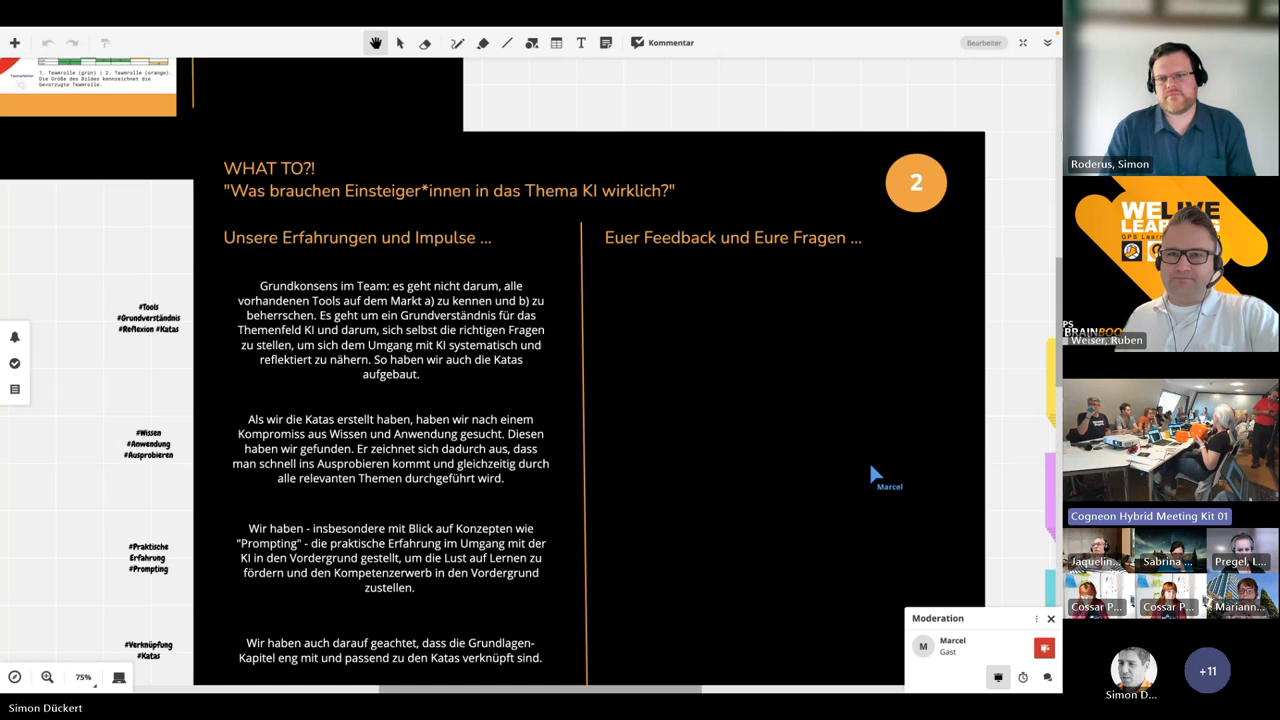 Kommentar
Bearbeiter
1. Teamrolle (grün) | 2. Teamrolle (orange).
Die Größe des Bildes kennzeichnet die
bevorzugte Teamrolle.
WHAT TO?!
"Was brauchen Einsteiger*innen in das Thema KI wirklich?"
2
Unsere Erfahrungen und Impulse ...
Euer Feedback und Eure Fragen ...
#Tools
#Grundverständnis
#Reflexion #Katas
Grundkonsens im Team: es geht nicht darum, alle
vorhandenen Tools auf dem Markt a) zu kennen und b) zu
beherrschen. Es geht um ein Grundverständnis für das
Themenfeld KI und darum, sich selbst die richtigen Fragen
zu stellen, um sich dem Umgang mit KI systematisch und
reflektiert zu nähern. So haben wir auch die Katas
aufgebaut.
#Wissen
#Anwendung
#Ausprobieren
Als wir die Katas erstellt haben, haben wir nach einem
Kompromiss aus Wissen und Anwendung gesucht. Diesen
haben wir gefunden. Er zeichnet sich dadurch aus, dass
man schnell ins Ausprobieren kommt und gleichzeitig durch
alle relevanten Themen durchgeführt wird.
Marcel
#Praktische
Erfahrung
#Prompting
Wir haben - insbesondere mit Blick auf Konzepten wie
"Prompting" - die praktische Erfahrung im Umgang mit der
KI in den Vordergrund gestellt, um die Lust auf Lernen zu
fördern und den Kompetenzerwerb in den Vordergrund
zustellen.
#Verknüpfung
#Katas
Wir haben auch darauf geachtet, dass die Grundlagen-
Kapitel eng mit und passend zu den Katas verknüpft sind.
Moderation
M
Marcel
Gast
75%
Simon Dückert
Roderus, Simon
WE LIVE
LEARNING
Weiser, Ruben
Cogneon Hybrid Meeting Kit 01
Jaquelin...
Sabrina ...
Pregel, L...
Cossar P...
Cossar P...
Mariann...
Simon D...
+11